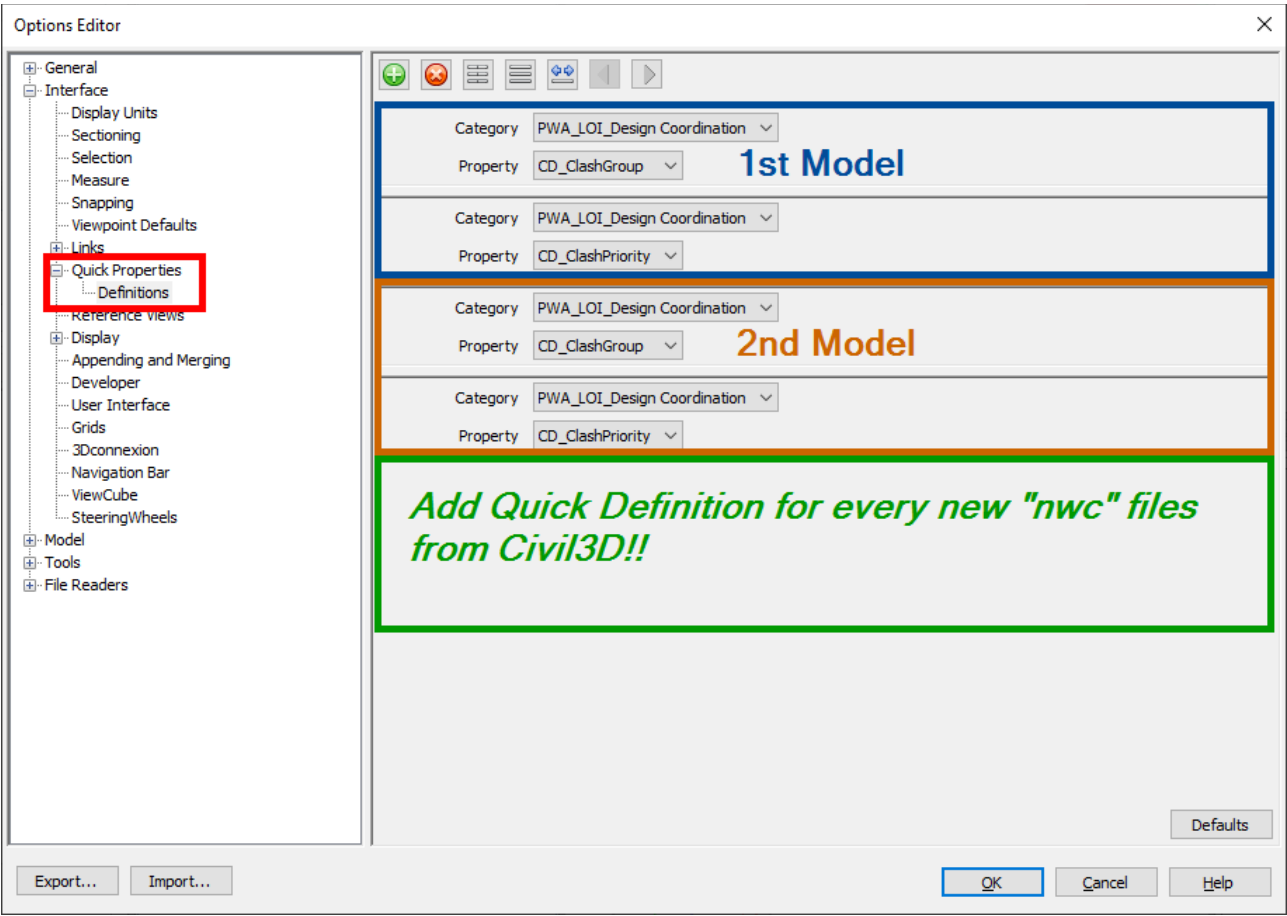 Options Editor
General
Interface
Display Units
Sectioning
Selection
Measure
Snapping
Viewpoint Defaults
Links
Quick Properties
Definitions
Reference Views
Display
Appending and Merging
Developer
User Interface
Grids
3Dconnexion
Navigation Bar
ViewCube
SteeringWheels
Model
Tools
File Readers
Category PWA_LOI_Design Coordination
Property CD_ClashGroup
1st Model
Category PWA_LOI_Design Coordination
Property CD_ClashPriority
Category PWA_LOI_Design Coordination
Property CD_ClashGroup
2nd Model
Category PWA_LOI_Design Coordination
Property CD_ClashPriority
Add Quick Definition for every new "nwc" files
from Civil3D!!
Defaults
Export... Import... OK Cancel Help